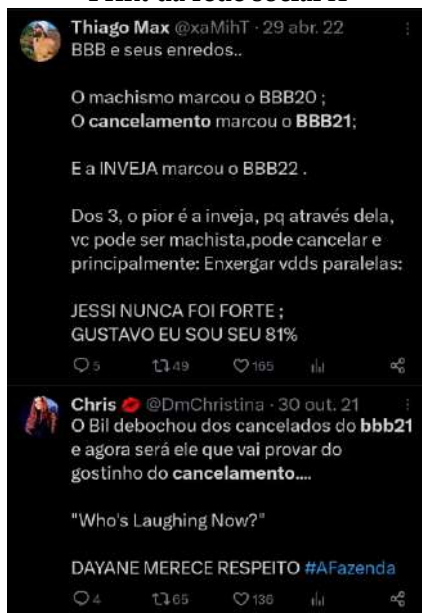 Thiago Max @xaMihT · 29 abr. 22
BBB e seus enredos..
O machismo marcou o BBB20 ;
O cancelamento marcou o BBB21;
E a INVEJA marcou o BBB22 .
Dos 3, o pior é a inveja, pq através dela,
vc pode ser machista,pode cancelar e
principalmente: Enxergar vdds paralelas:
JESSI NUNCA FOI FORTE ;
GUSTAVO EU SOU SEU 81%
5 49 165
Chris 💋 @DmChristina · 30 out. 21
O Bil debochou dos cancelados do bbb21
e agora será ele que vai provar do
gostinho do cancelamento....
"Who's Laughing Now?"
DAYANE MERECE RESPEITO #AFazenda
4 65 136